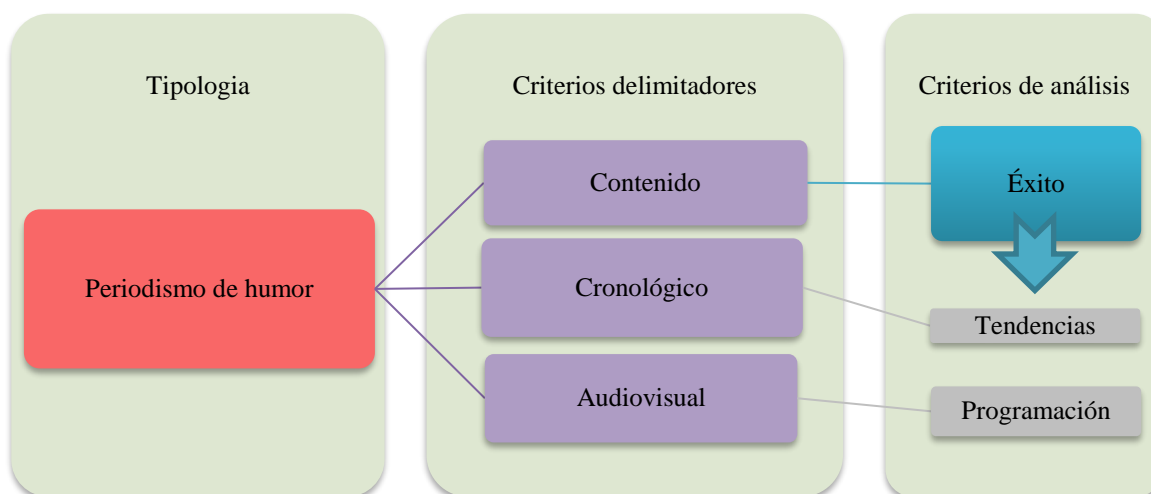 Tipologia
Periodismo de humor
Criterios delimitadores
Contenido
Cronológico
Audiovisual
Criterios de análisis
Éxito
Tendencias
Programación